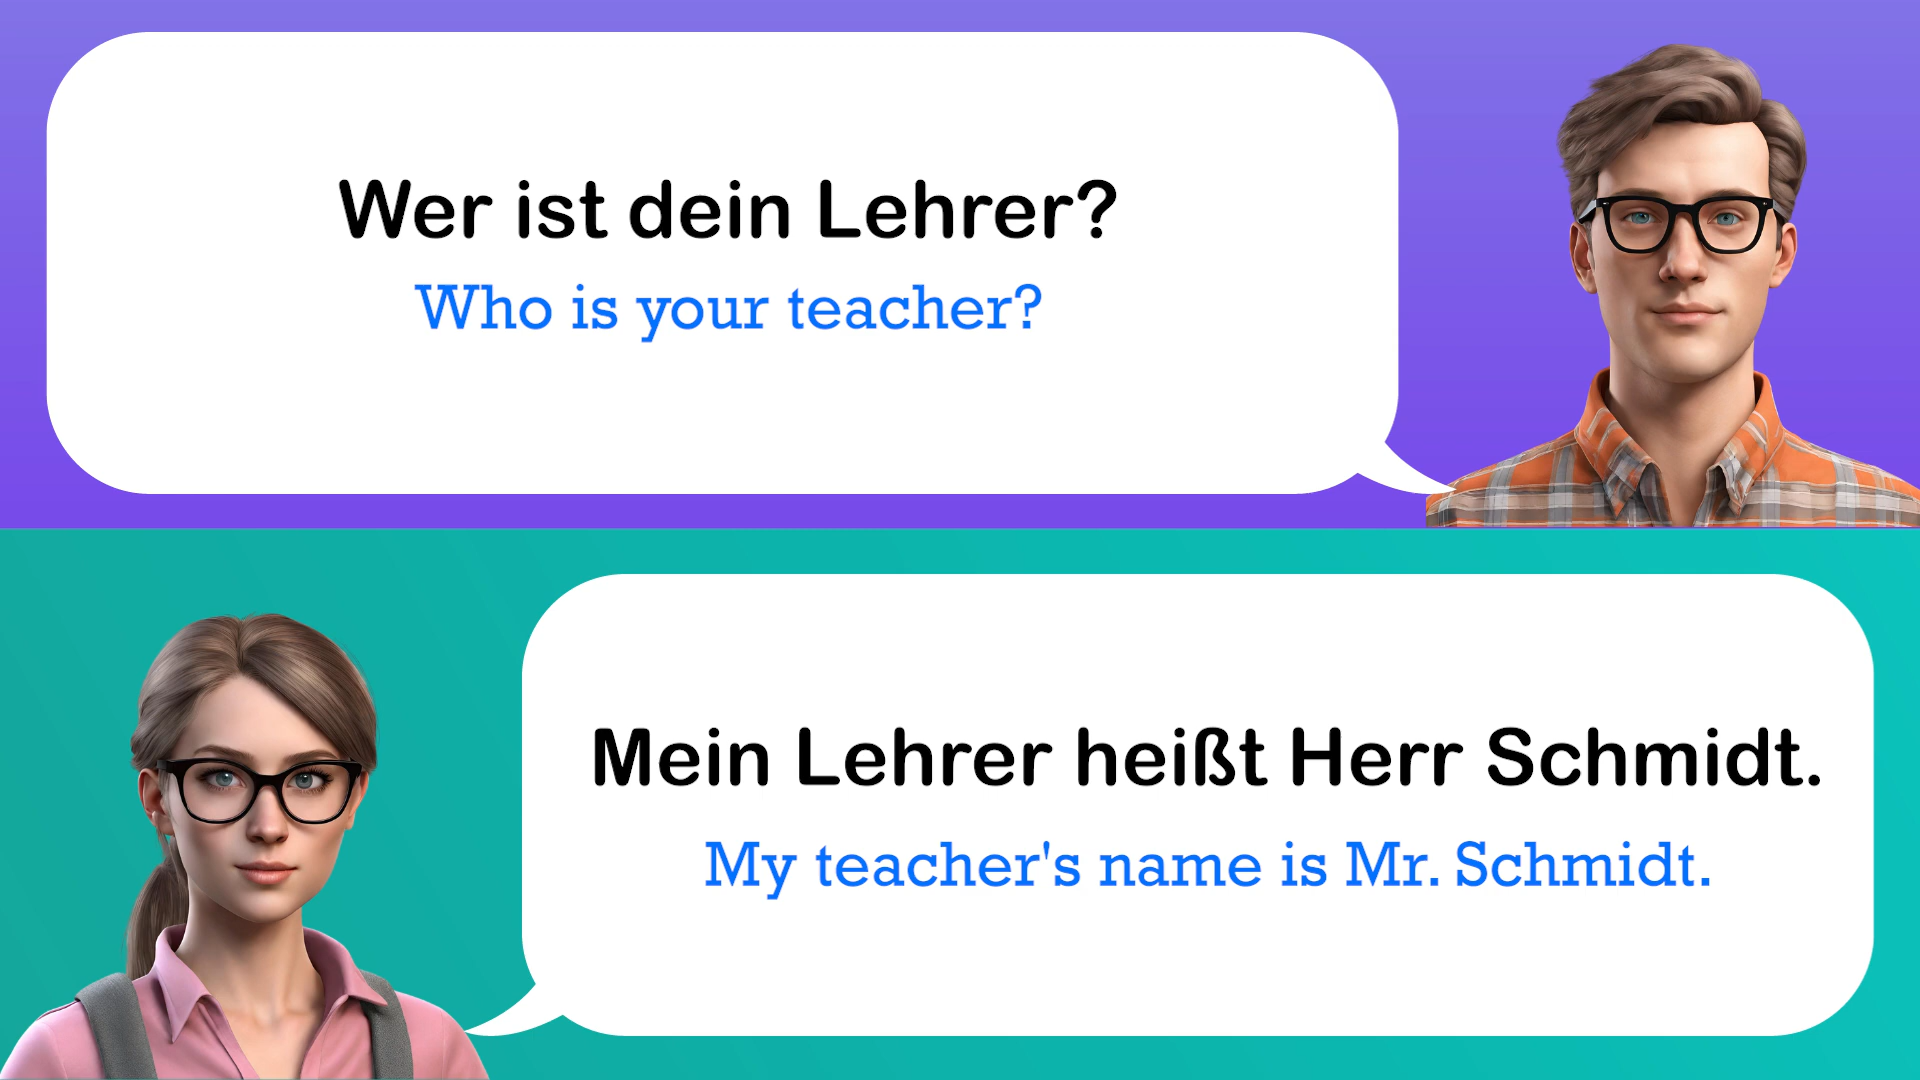 Wer ist dein Lehrer?
Who is your teacher?
Mein Lehrer heißt Herr Schmidt.
My teacher's name is Mr. Schmidt.